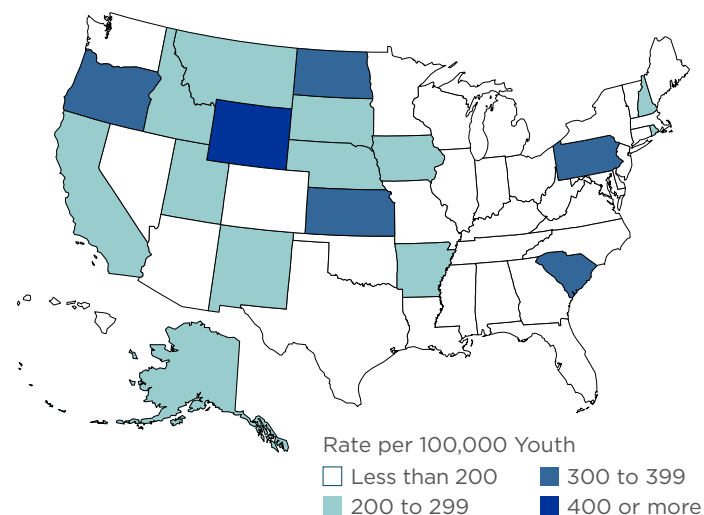 Rate per 100,000 Youth
Less than 200
300 to 399
200 to 299
400 or more